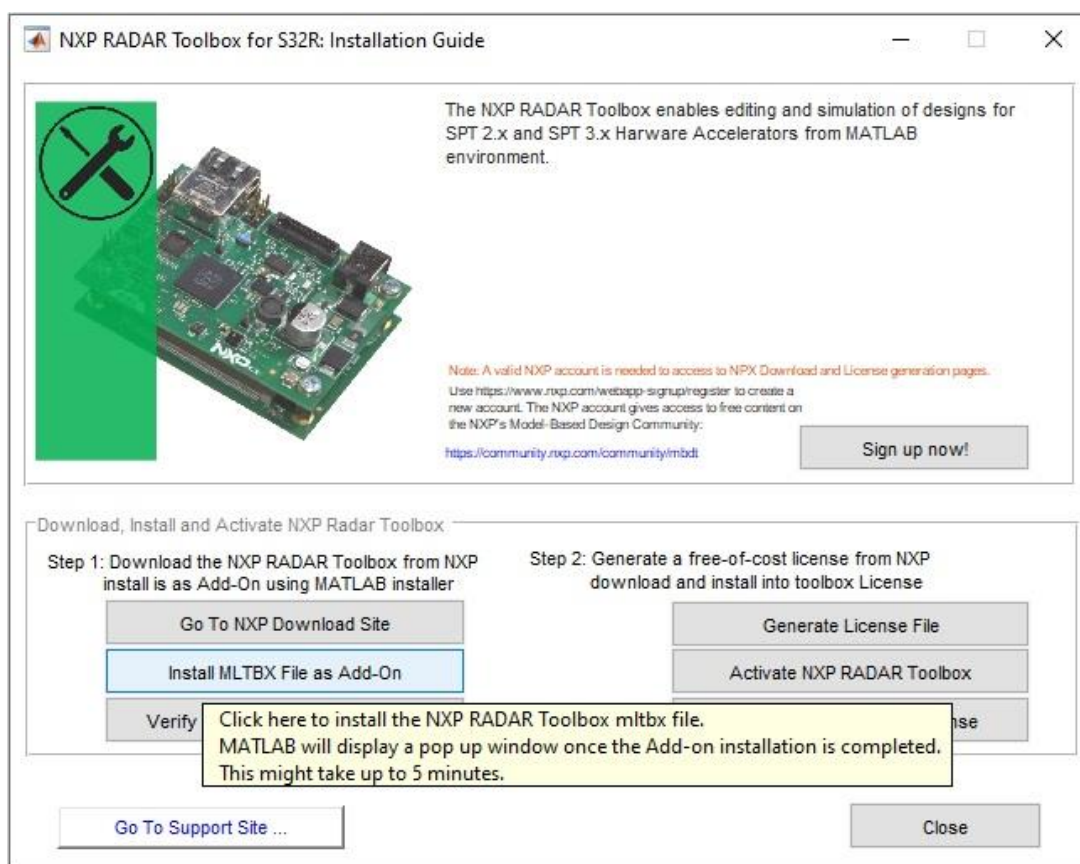 NXP RADAR Toolbox for S32R: Installation Guide
The NXP RADAR Toolbox enables editing and simulation of designs for
SPT 2.x and SPT 3.x Harware Accelerators from MATLAB
environment.
NXP
Note: A valid NXP account is needed to access to NPX Download and License generation pages.
Use https://www.nxp.com/webapp-signup/register to create a
new account. The NXP account gives access to free content on
the NXP's Model-Based Design Community:
https://community.nxp.com/community/mbdt
Sign up now!
Download, Install and Activate NXP Radar Toolbox
Step 1: Download the NXP RADAR Toolbox from NXP
install is as Add-On using MATLAB installer
Go To NXP Download Site
Install MLTBX File as Add-On
Verify
Step 2: Generate a free-of-cost license from NXP
download and install into toolbox License
Generate License File
Activate NXP RADAR Toolbox
nse
Click here to install the NXP RADAR Toolbox mltbx file.
MATLAB will display a pop up window once the Add-on installation is completed.
This might take up to 5 minutes.
Go To Support Site ...
Close